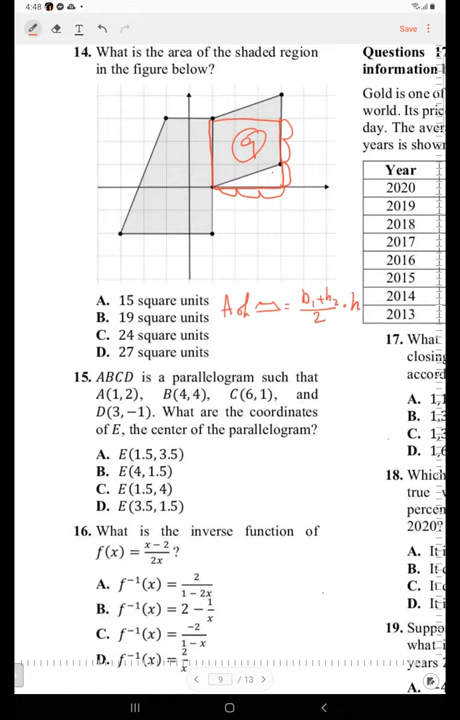 4:48
Save
14. What is the area of the shaded region
in the figure below?
9
A. 15 square units
B. 19 square units
C. 24 square units
D. 27 square units
A of = b₁+b₂/2 . h
15. ABCD is a parallelogram such that
A(1,2), B(4,4), C(6,1), and
D(3,−1). What are the coordinates
of E, the center of the parallelogram?
A. E(1.5,3.5)
B. E(4,1.5)
C. E(1.5,4)
D. E(3.5,1.5)
16. What is the inverse function of
f(x) = x−2/2x ?
A. f⁻¹(x) = 2/1−2x
B. f⁻¹(x) = 2 − 1/x
C. f⁻¹(x) = −2/1−x
D. f⁻¹(x) = 2/x
Questions 17
information
Gold is one of
world. Its pric
day. The aver
years is show
Year
2020
2019
2018
2017
2016
2015
2014
2013
17. What
closing
accord
A. 1,1
B. 1,3
C. 1,3
D. 1,6
18. Which
true
percen
2020?
A. It i
B. It
C. It
D. It i
19. Suppo
what i
years
A.
9 / 13